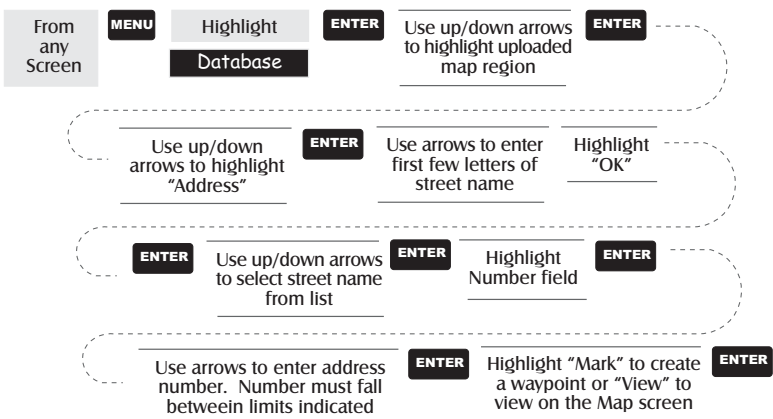 From
any
Screen
MENU
Highlight
Database
ENTER
Use up/down arrows
to highlight uploaded
map region
ENTER
Use up/down
arrows to highlight
“Address”
ENTER
Use arrows to enter
first few letters of
street name
Highlight
“OK”
ENTER
Use up/down arrows
to select street name
from list
ENTER
Highlight
Number field
ENTER
Use arrows to enter address
number. Number must fall
betweein limits indicated
ENTER
Highlight “Mark” to create
a waypoint or “View” to
view on the Map screen
ENTER